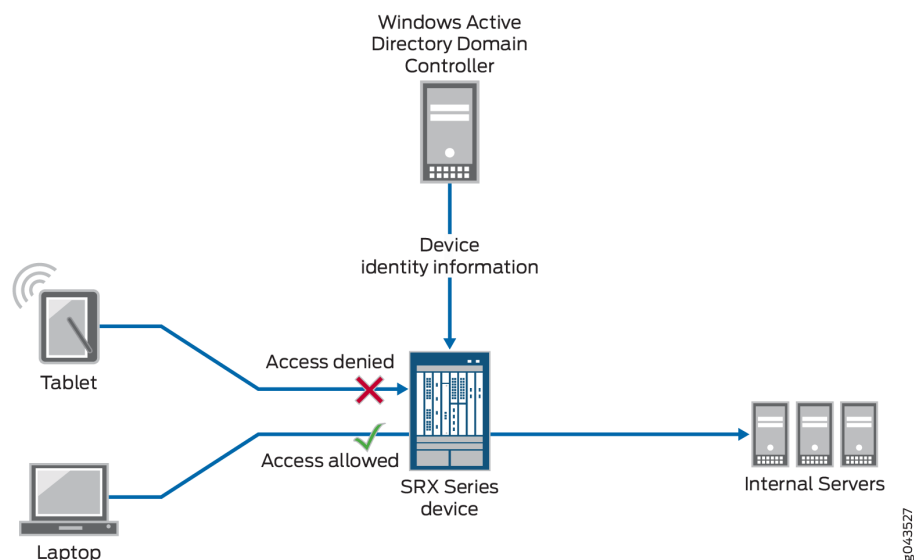 Windows Active
Directory Domain
Controller
Device
identity information
Access denied
Tablet
Access allowed
SRX Series
device
Internal Servers
Laptop
g043527